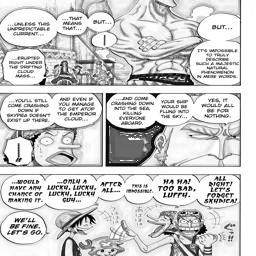 BUT...
IT'S
IMPOSSIBLE
TO TRULY
DESCRIBE
SUCH A MAJESTIC
NATURAL
PHENOMENON
IN MERE
WORDS.
BUT...
...THAT
MEANS
THAT...
...UNLESS THIS
UNPREDICTABLE
CURRENT...
...ERUPTED
RIGHT UNDER
THE DRIFTING
CLOUD
MASS...
YES, IT
WOULD
ALL BE
FOR
NOTHING.
YOUR SHIP
WOULD BE
FLUNG
INTO THE
SKY...
...AND COME
CRASHING DOWN
INTO THE
SEA,
KILLING
EVERYONE
ABOARD.
AND EVEN IF
YOU MANAGE
TO GET ATOP
THE
EMPEROR
CLOUD...
...YOU'LL STILL
COME
CRASHING
DOWN IF
SKYPEA DOESN'T
EXIST UP
THERE.
ALL
RIGHT!
LET'S
FORGET
SKYPIEA!
HA HA!
TOO BAD,
LUFFY.
THIS IS
IMPOSSIBLE.
AFTER
ALL...
...ONLY A
LUCKY, LUCKY,
LUCKY, LUCKY,
LUCKY
GUY...
...WOULD
HAVE ANY
CHANCE OF
MAKING IT.
WE'LL
BE FINE.
LET'S GO.